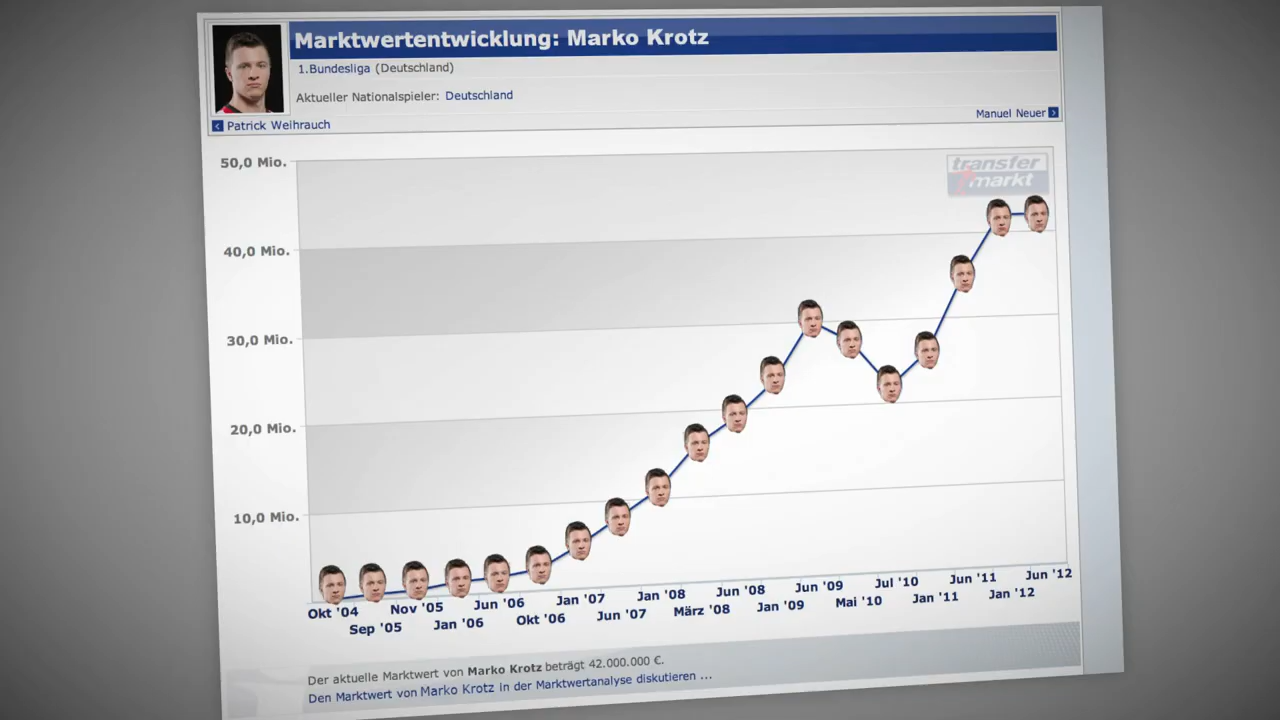 Marktwertentwicklung: Marko Krotz
1.Bundesliga (Deutschland)
Aktueller Nationalspieler: Deutschland
Patrick Weihrauch
Manuel Neuer
transfer
markt
50,0 Mio.
40,0 Mio.
30,0 Mio.
20,0 Mio.
10,0 Mio.
Okt '04
Sep '05
Nov '05
Jan '06
Jun '06
Okt '06
Jan '07
Jun '07
Jan '08
März '08
Jun '08
Jan '09
Jun '09
Mai '10
Jul '10
Jan '11
Jun '11
Jan '12
Jun '12
Der aktuelle Marktwert von Marko Krotz beträgt 42.000.000 €.
Den Marktwert von Marko Krotz in der Marktwertanalyse diskutieren ...